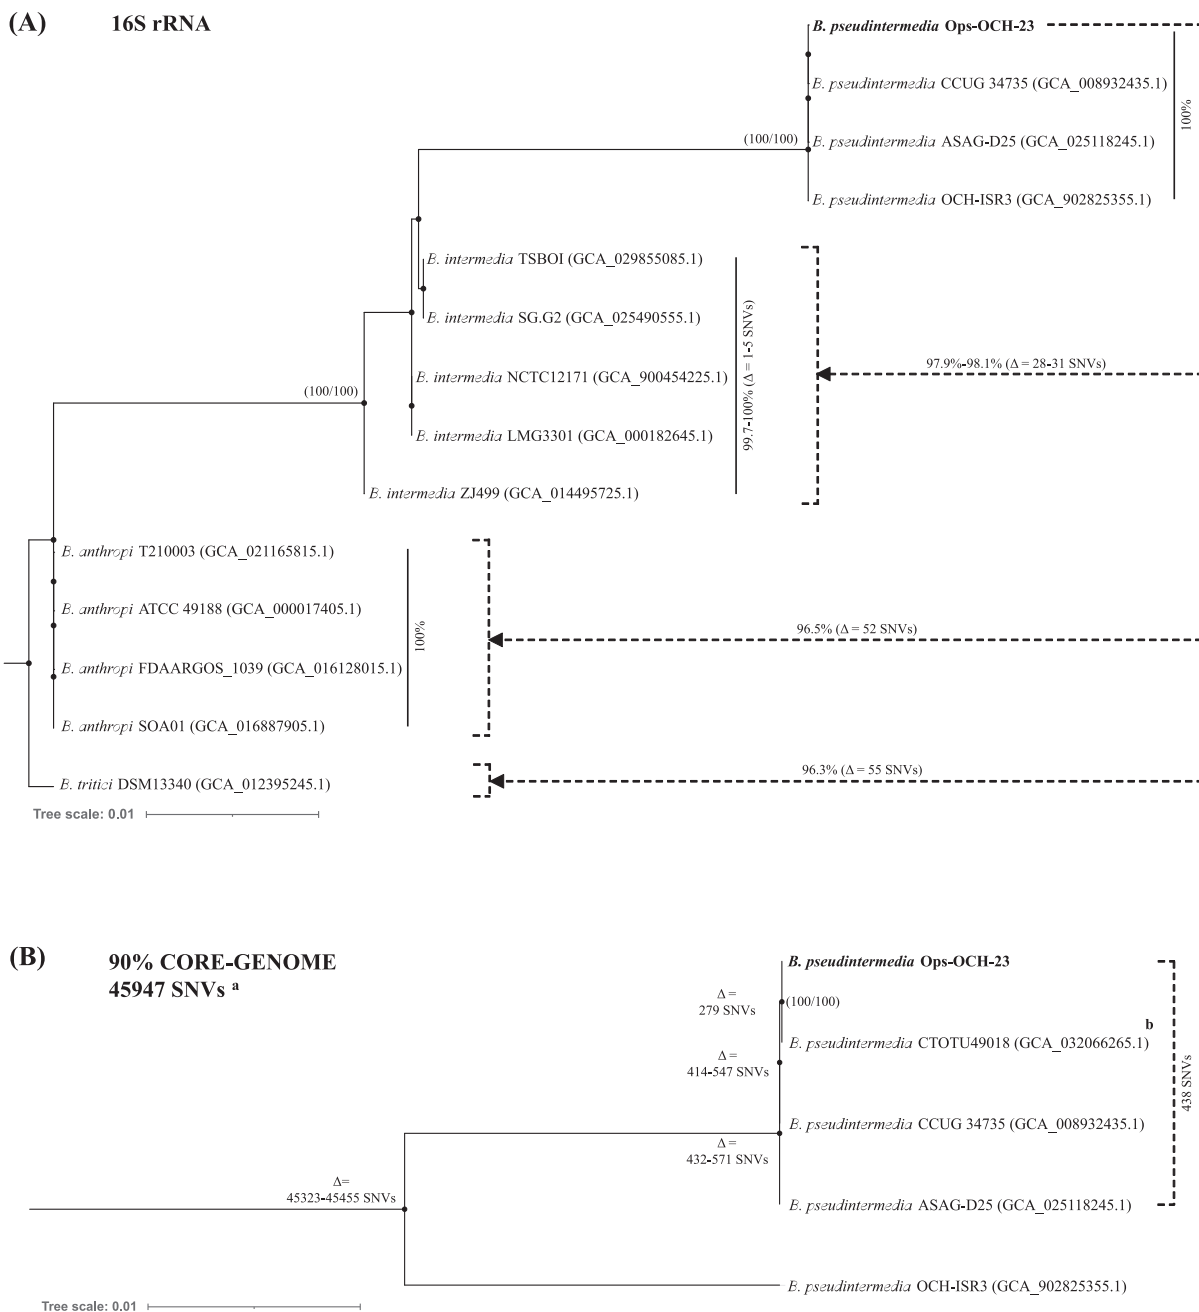 (A) 16S rRNA
B. pseudintermedia Ops-OCH-23
B. pseudintermedia CCUG 34735 (GCA_008932435.1)
B. pseudintermedia ASAG-D25 (GCA_025118245.1)
B. pseudintermedia OCH-ISR3 (GCA_902825355.1)
100%
(100/100)
B. intermedia TSBOI (GCA_029855085.1)
B. intermedia SG.G2 (GCA_025490555.1)
B. intermedia NCTC12171 (GCA_900454225.1)
B. intermedia LMG3301 (GCA_000182645.1)
B. intermedia ZJ499 (GCA_014495725.1)
99.7-100% (Δ = 1-5 SNVs)
97.9%-98.1% (Δ = 28-31 SNVs)
(100/100)
B. anthropi T210003 (GCA_021165815.1)
B. anthropi ATCC 49188 (GCA_000017405.1)
B. anthropi FDAARGOS_1039 (GCA_016128015.1)
B. anthropi SOA01 (GCA_016887905.1)
100%
96.5% (Δ = 52 SNVs)
B. tritici DSM13340 (GCA_012395245.1)
96.3% (Δ = 55 SNVs)
Tree scale: 0.01
(B) 90% CORE-GENOME
45947 SNVs a
B. pseudintermedia Ops-OCH-23
Δ =
279 SNVs
(100/100)
B. pseudintermedia CTOTU49018 (GCA_032066265.1) b
Δ =
414-547 SNVs
B. pseudintermedia CCUG 34735 (GCA_008932435.1)
Δ =
432-571 SNVs
B. pseudintermedia ASAG-D25 (GCA_025118245.1)
438 SNVs
Δ=
45323-45455 SNVs
B. pseudintermedia OCH-ISR3 (GCA_902825355.1)
Tree scale: 0.01